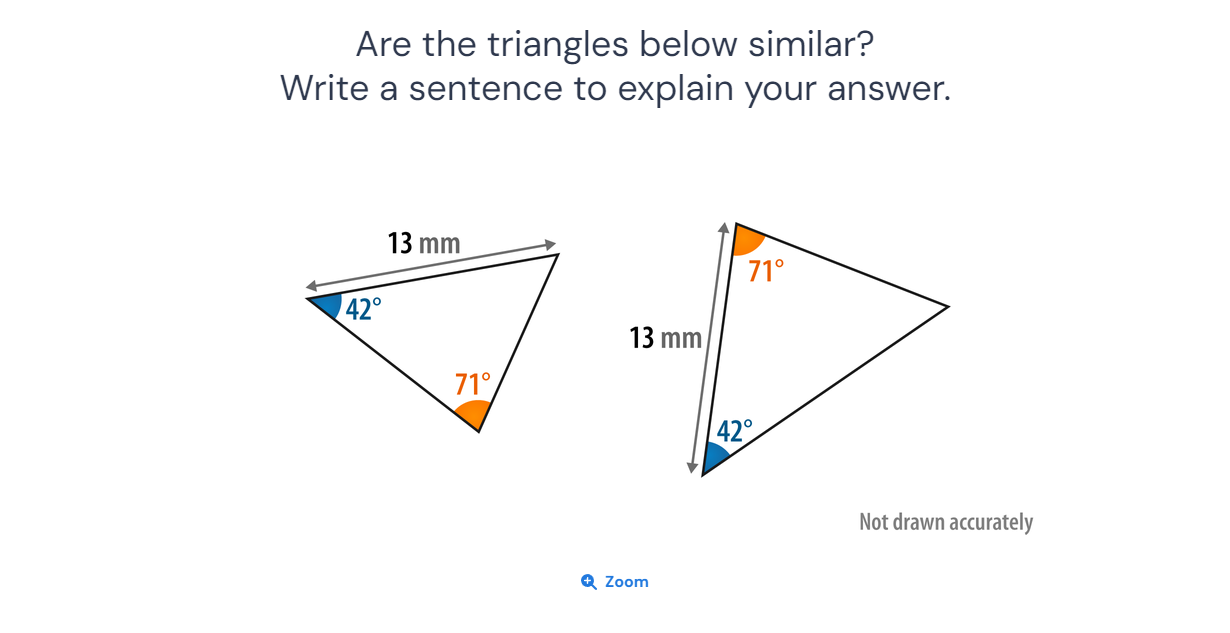 Are the triangles below similar?
Write a sentence to explain your answer.
13 mm
42°
71°
71°
13 mm
42°
Not drawn accurately
Zoom